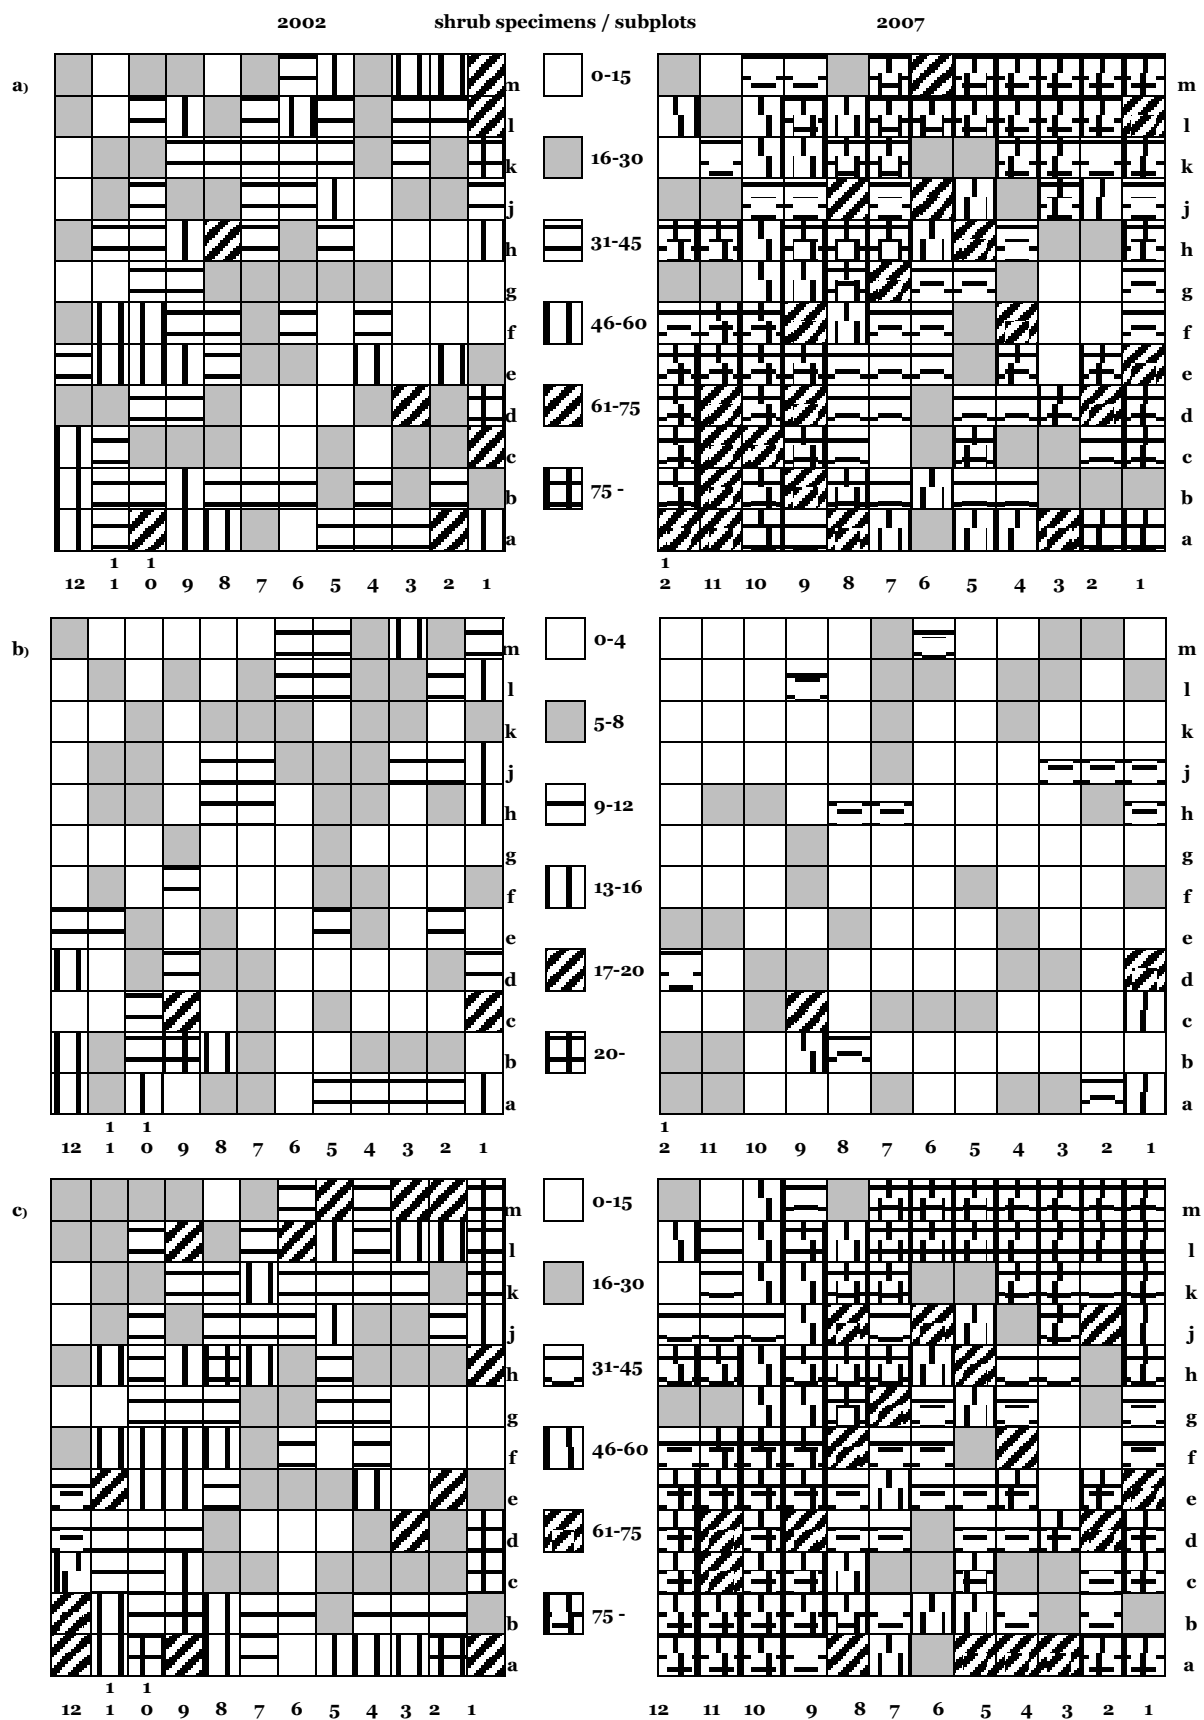 2002 shrub specimens / subplots 2007
a)
0-15
m m
l l
16-30
k k
j j
31-45
h h
g g
46-60
f f
e e
61-75
d d
c c
75 -
b b
a a
1 1 1
12 1 0 9 8 7 6 5 4 3 2 1 2 11 10 9 8 7 6 5 4 3 2 1
b)
0-4
m m
l l
5-8
k k
j j
9-12
h h
g g
13-16
f f
e e
17-20
d d
c c
20-
b b
a a
1 1 1
12 1 0 9 8 7 6 5 4 3 2 1 2 11 10 9 8 7 6 5 4 3 2 1
c)
0-15
m m
l l
16-30
k k
j j
31-45
h h
g g
46-60
f f
e e
61-75
d d
c c
75 -
b b
a a
1 1
12 1 0 9 8 7 6 5 4 3 2 1 12 11 10 9 8 7 6 5 4 3 2 1